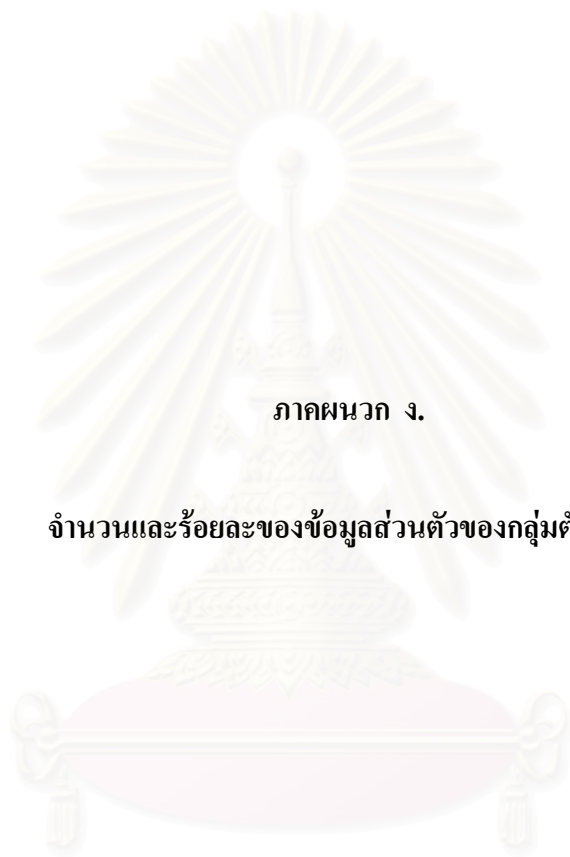 ภาคผนวก ง.
จำนวนและร้อยละของข้อมูลส่วนตัวของกลุ่มตั